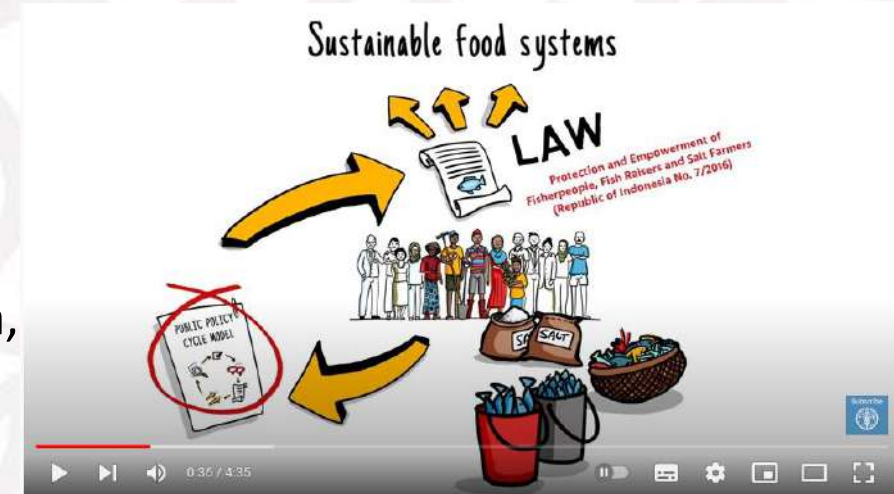 Sustainable food systems
LAW
Protection and Empowerment of
Fisherpeople, Fish Raisers and Salt Farmers
(Republic of Indonesia No. 7/2016)
PUBLIC POLICY
CYCLE MODEL
SA
SALT
Subscribe
0:36 / 4:35